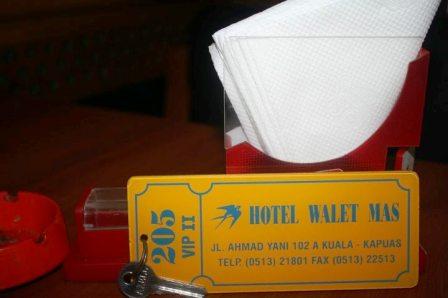 205
VIP II
HOTEL WALET MAS
JL. AHMAD YANI 102 A KUALA - KAPUAS
TELP. (0513) 21801 FAX (0513) 22513